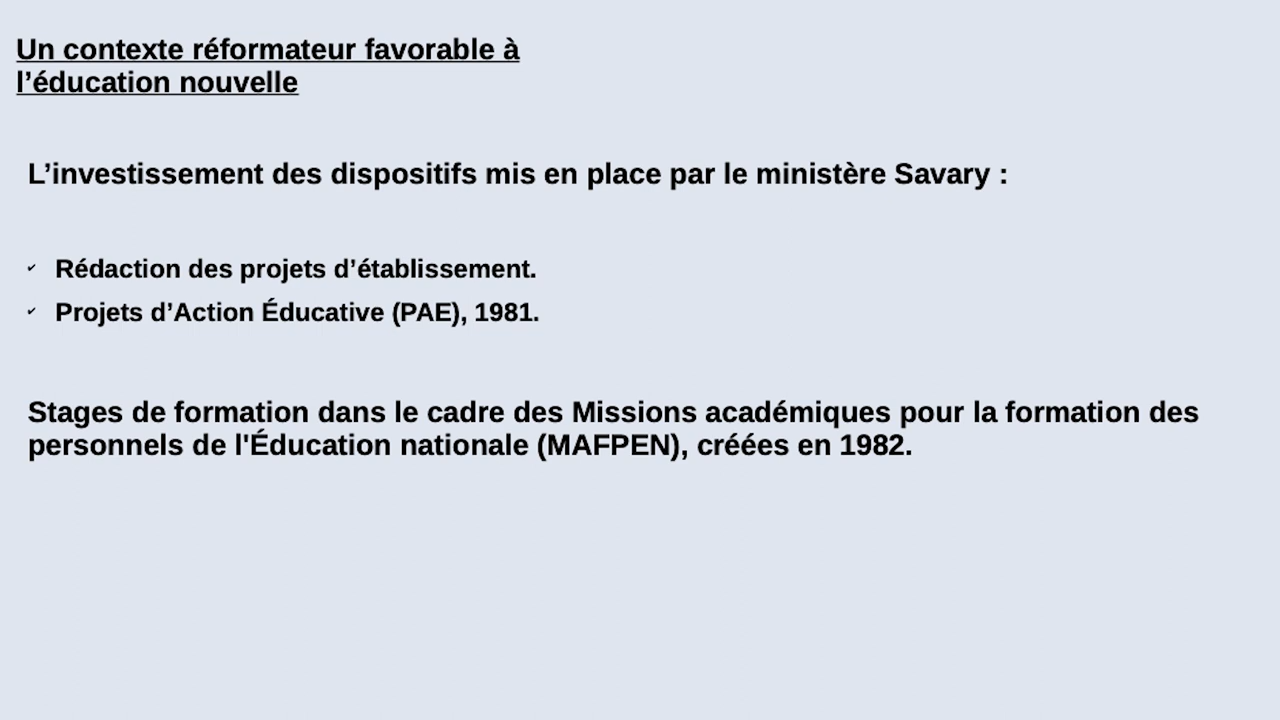 Un contexte réformateur favorable à
l’éducation nouvelle
L’investissement des dispositifs mis en place par le ministère Savary :
✓ Rédaction des projets d’établissement.
✓ Projets d’Action Éducative (PAE), 1981.
Stages de formation dans le cadre des Missions académiques pour la formation des
personnels de l'Éducation nationale (MAFPEN), créées en 1982.